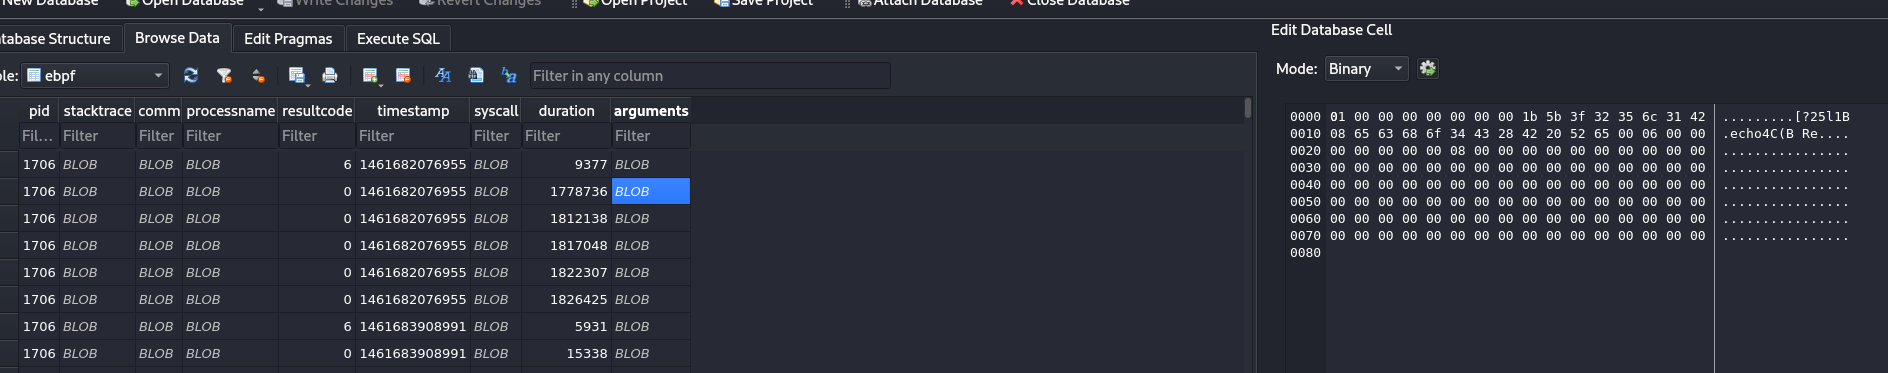 New Database Open Database Write Changes Revert Changes Open Project Save Project Attach Database Close Database
tabase Structure Browse Data Edit Pragmas Execute SQL
le: ebpf Filter in any column
pid stacktrace comm processname resultcode timestamp syscall duration arguments
Fil... Filter Filter Filter Filter Filter Filter Filter Filter
1706 BLOB BLOB BLOB 6 1461682076955 BLOB 9377 BLOB
1706 BLOB BLOB BLOB 0 1461682076955 BLOB 1778736 BLOB
1706 BLOB BLOB BLOB 0 1461682076955 BLOB 1812138 BLOB
1706 BLOB BLOB BLOB 0 1461682076955 BLOB 1817048 BLOB
1706 BLOB BLOB BLOB 0 1461682076955 BLOB 1822307 BLOB
1706 BLOB BLOB BLOB 0 1461682076955 BLOB 1826425 BLOB
1706 BLOB BLOB BLOB 6 1461683908991 BLOB 5931 BLOB
1706 BLOB BLOB BLOB 0 1461683908991 BLOB 15338 BLOB
Edit Database Cell
Mode: Binary
0000 01 00 00 00 00 00 00 00 1b 5b 3f 32 35 6c 31 42 .........[?25l1B
0010 08 65 63 68 6f 34 43 28 42 20 52 65 00 06 00 00 .echo4C(B Re....
0020 00 00 00 00 00 08 00 00 00 00 00 00 00 00 00 00 ................
0030 00 00 00 00 00 00 00 00 00 00 00 00 00 00 00 00 ................
0040 00 00 00 00 00 00 00 00 00 00 00 00 00 00 00 00 ................
0050 00 00 00 00 00 00 00 00 00 00 00 00 00 00 00 00 ................
0060 00 00 00 00 00 00 00 00 00 00 00 00 00 00 00 00 ................
0070 00 00 00 00 00 00 00 00 00 00 00 00 00 00 00 00 ................
0080